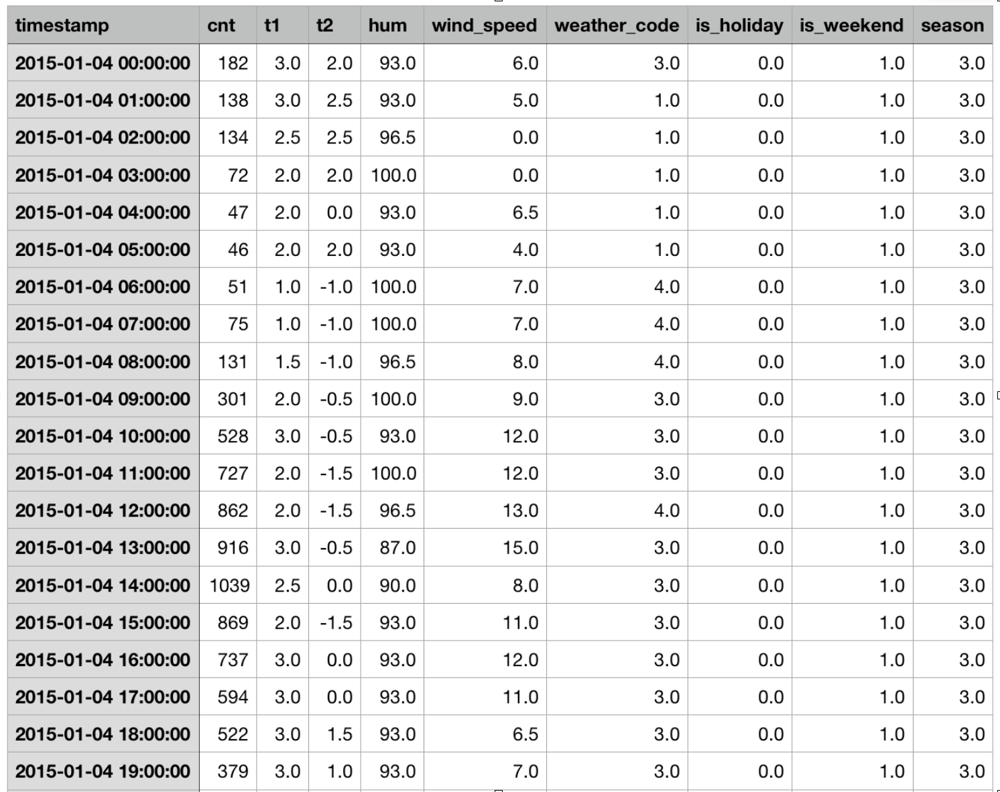 timestamp cnt t1 t2 hum wind_speed weather_code is_holiday is_weekend season
2015-01-04 00:00:00 182 3.0 2.0 93.0 6.0 3.0 0.0 1.0 3.0
2015-01-04 01:00:00 138 3.0 2.5 93.0 5.0 1.0 0.0 1.0 3.0
2015-01-04 02:00:00 134 2.5 2.5 96.5 0.0 1.0 0.0 1.0 3.0
2015-01-04 03:00:00 72 2.0 2.0 100.0 0.0 1.0 0.0 1.0 3.0
2015-01-04 04:00:00 47 2.0 0.0 93.0 6.5 1.0 0.0 1.0 3.0
2015-01-04 05:00:00 46 2.0 2.0 93.0 4.0 1.0 0.0 1.0 3.0
2015-01-04 06:00:00 51 1.0 -1.0 100.0 7.0 4.0 0.0 1.0 3.0
2015-01-04 07:00:00 75 1.0 -1.0 100.0 7.0 4.0 0.0 1.0 3.0
2015-01-04 08:00:00 131 1.5 -1.0 96.5 8.0 4.0 0.0 1.0 3.0
2015-01-04 09:00:00 301 2.0 -0.5 100.0 9.0 3.0 0.0 1.0 3.0
2015-01-04 10:00:00 528 3.0 -0.5 93.0 12.0 3.0 0.0 1.0 3.0
2015-01-04 11:00:00 727 2.0 -1.5 100.0 12.0 3.0 0.0 1.0 3.0
2015-01-04 12:00:00 862 2.0 -1.5 96.5 13.0 4.0 0.0 1.0 3.0
2015-01-04 13:00:00 916 3.0 -0.5 87.0 15.0 3.0 0.0 1.0 3.0
2015-01-04 14:00:00 1039 2.5 0.0 90.0 8.0 3.0 0.0 1.0 3.0
2015-01-04 15:00:00 869 2.0 -1.5 93.0 11.0 3.0 0.0 1.0 3.0
2015-01-04 16:00:00 737 3.0 0.0 93.0 12.0 3.0 0.0 1.0 3.0
2015-01-04 17:00:00 594 3.0 0.0 93.0 11.0 3.0 0.0 1.0 3.0
2015-01-04 18:00:00 522 3.0 1.5 93.0 6.5 3.0 0.0 1.0 3.0
2015-01-04 19:00:00 379 3.0 1.0 93.0 7.0 3.0 0.0 1.0 3.0